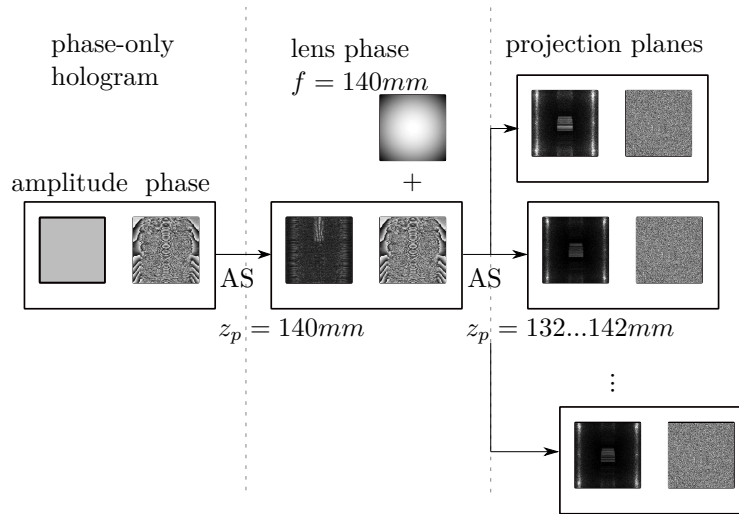 phase-only
hologram
lens phase
f = 140mm
projection planes
amplitude phase
+
AS
AS
z_p = 140mm
z_p = 132...142mm
⋮